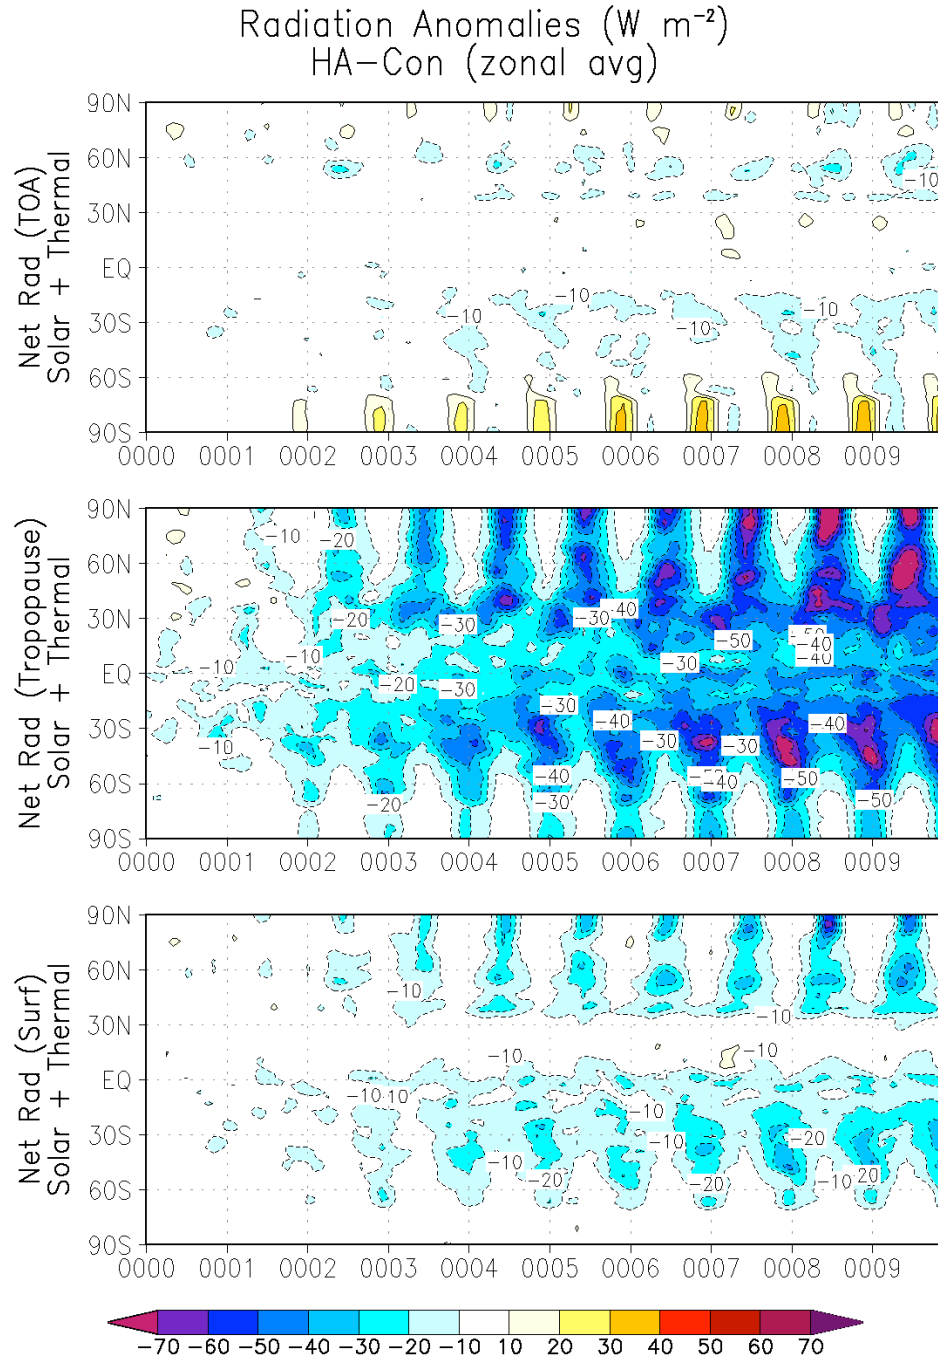 Radiation Anomalies (W m⁻²)
HA−Con (zonal avg)
Net Rad (TOA)
Solar + Thermal
90N
60N
30N
EQ
30S
60S
90S
−10
−10
−10
−10
−10
−10
0000 0001 0002 0003 0004 0005 0006 0007 0008 0009
Net Rad (Tropopause)
Solar + Thermal
90N
60N
30N
EQ
30S
60S
90S
−10
−20
−20
−30
−30
−40
−50
−40
−40
−10
−10
−20
−30
−30
−30
−40
−30
−30
−40
−10
−40
−40
−50
−20
−30
−50
0000 0001 0002 0003 0004 0005 0006 0007 0008 0009
Net Rad (Surf)
Solar + Thermal
90N
60N
30N
EQ
30S
60S
90S
−10
−10
−10
−10
−10
−10
−10
−10
−20
−10
−20
−20
−10
−20
0000 0001 0002 0003 0004 0005 0006 0007 0008 0009
−70 −60 −50 −40 −30 −20 −10 10 20 30 40 50 60 70